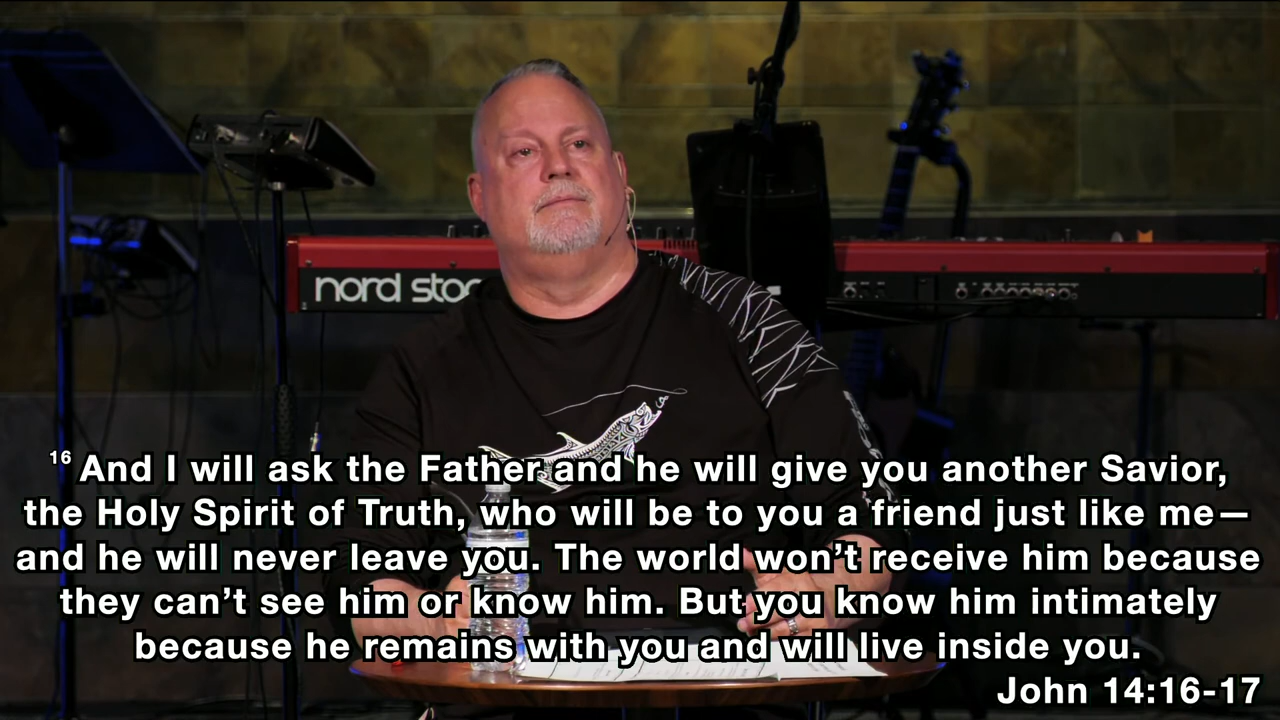 nord sta
16 And I will ask the Father and he will give you another Savior,
the Holy Spirit of Truth, who will be to you a friend just like me—
and he will never leave you. The world won’t receive him because
they can’t see him or know him. But you know him intimately
because he remains with you and will live inside you.
John 14:16-17